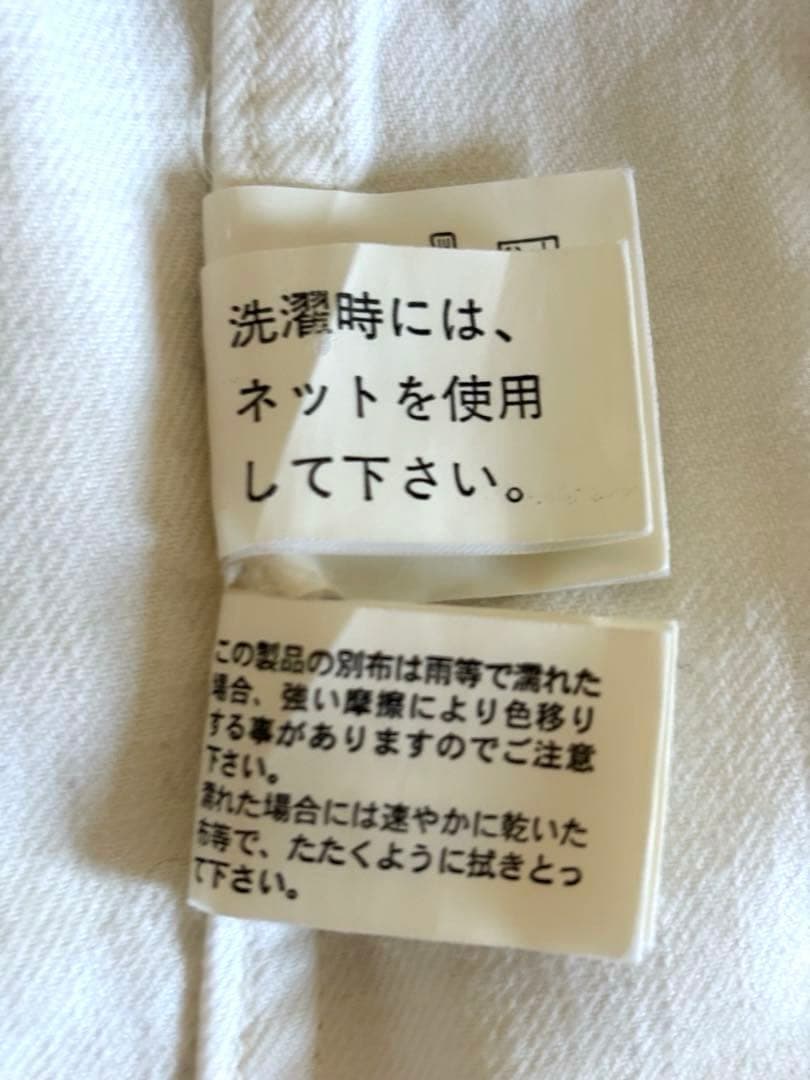 洗濯時には、
ネットを使用
して下さい。
この製品の別布は雨等で濡れた
場合、強い摩擦により色移り
する事がありますのでご注意
下さい。
濡れた場合には速やかに乾いた
布等で、たたくように拭きとっ
て下さい。